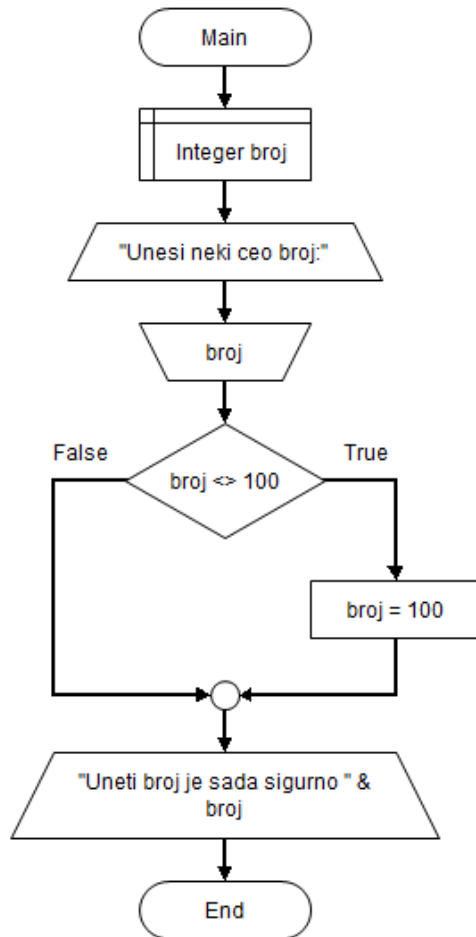 Main
Integer broj
"Unesi neki ceo broj:"
broj
False
True
broj <> 100
broj = 100
"Uneti broj je sada sigurno " &
broj
End